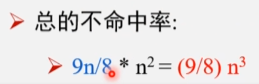 ➢ 总的不命中率:
➢ 9n/8 * n² = (9/8) n³